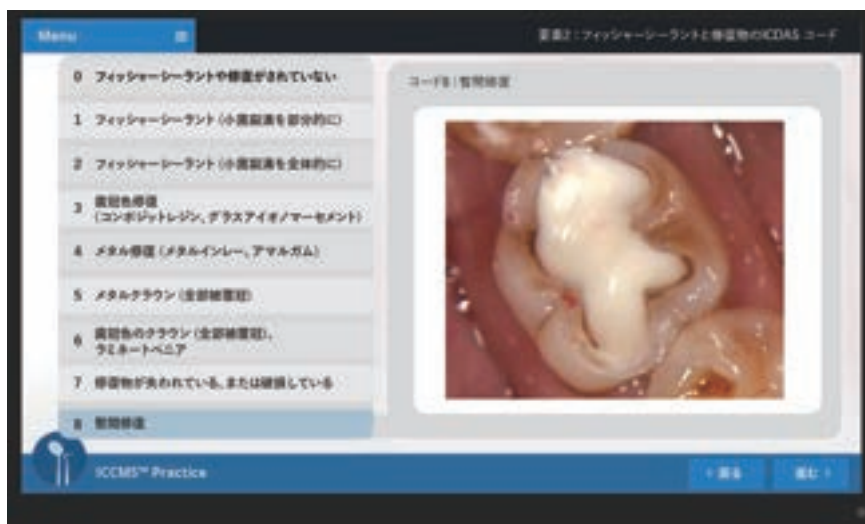 Menu
要素2：フィッシャーシーラントと修復物のICDAS コード
0 フィッシャーシーラントや修復がされていない
1 フィッシャーシーラント（小窩裂溝を部分的に）
2 フィッシャーシーラント（小窩裂溝を全体的に）
3 歯冠色修復
（コンポジットレジン、グラスアイオノマーセメント）
4 メタル修復（メタルインレー、アマルガム）
5 メタルクラウン（全部被覆冠）
6 歯冠色のクラウン（全部被覆冠）、
ラミネートベニア
7 修復物が失われている、または破損している
8 暫間修復
コード8：暫間修復
ICCMS™ Practice
戻る
進む